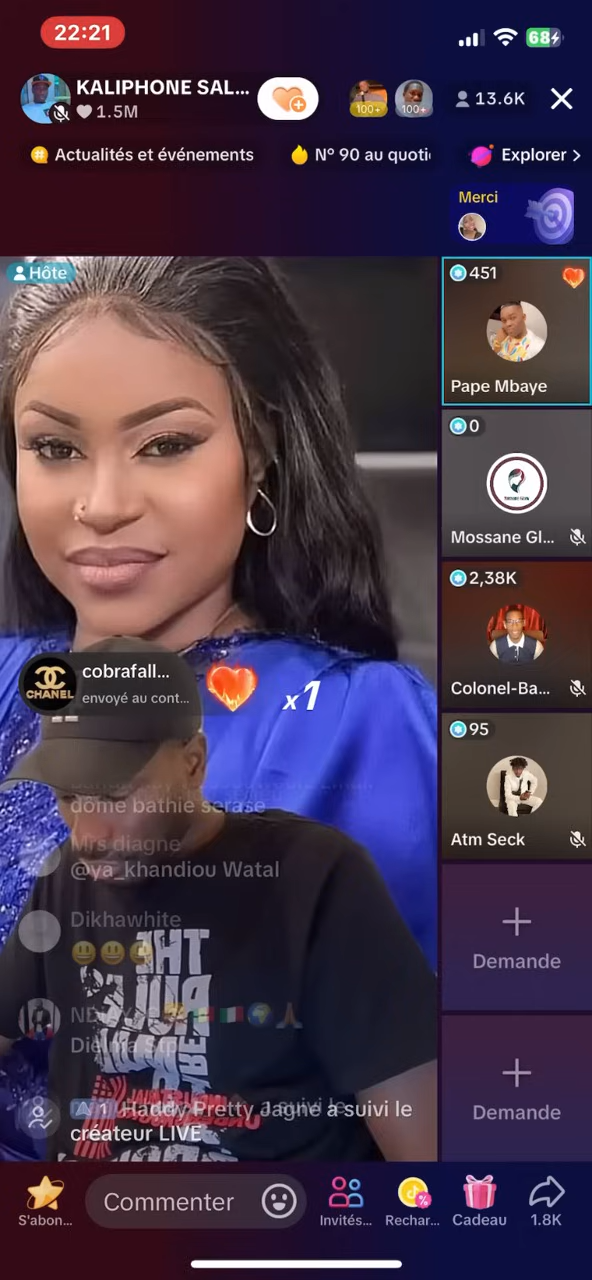 22:21
68
KALIPHONE SAL...
1.5M
100+
100+
13.6K
Actualités et événements
N° 90 au quoti
Explorer >
Merci
Hôte
451
Pape Mbaye
0
Mossane Gl...
2,38K
Colonel-Ba...
95
Atm Seck
cobrafall...
envoyé au cont...
x1
CHANEL
dôme bathie serase
Mrs diagne
@ya_khandiou Watal
Dikhawhite
😃😃😃
THE
Dielma Stp
1 Haddy Pretty Jagne a suivi le
créateur LIVE
Demande
Demande
S'abon...
Commenter
Invités...
Rechar...
Cadeau
1.8K